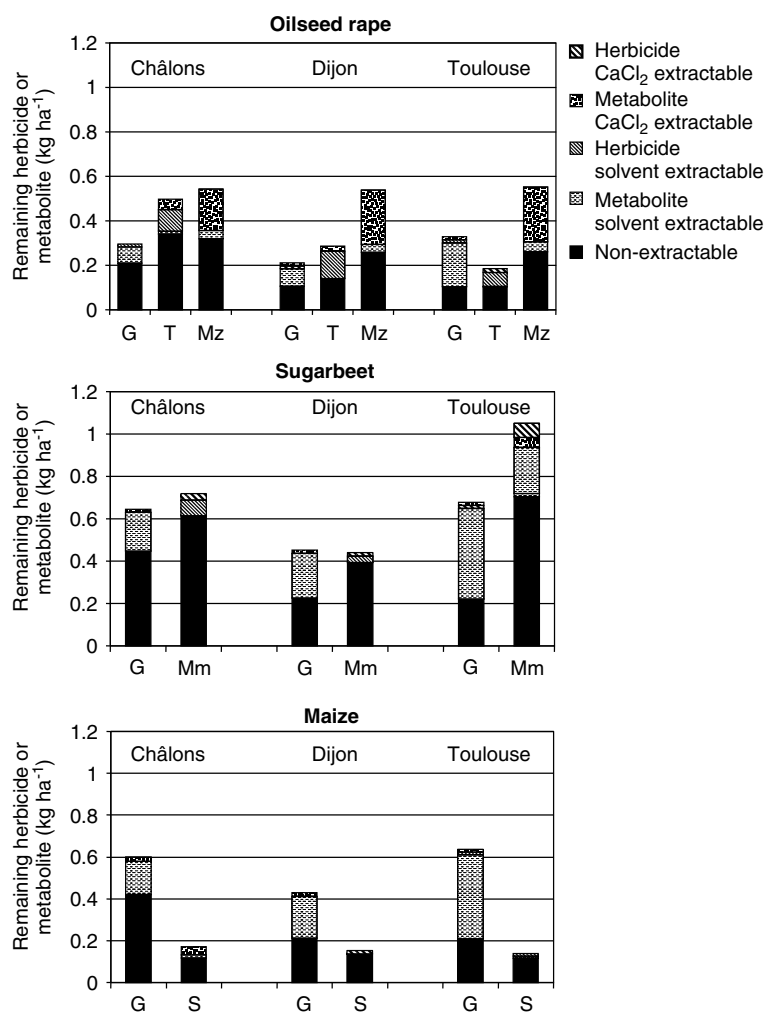 Oilseed rape
1.2
1
0.8
0.6
0.4
0.2
0
Remaining herbicide or
metabolite (kg ha⁻¹)
Châlons Dijon Toulouse
G T Mz G T Mz G T Mz
Herbicide
CaCl₂ extractable
Metabolite
CaCl₂ extractable
Herbicide
solvent extractable
Metabolite
solvent extractable
Non-extractable
Sugarbeet
1.2
1
0.8
0.6
0.4
0.2
0
Remaining herbicide or
metabolite (kg ha⁻¹)
Châlons Dijon Toulouse
G Mm G Mm G Mm
Maize
1.2
1
0.8
0.6
0.4
0.2
0
Remaining herbicide or
metabolite (kg ha⁻¹)
Châlons Dijon Toulouse
G S G S G S